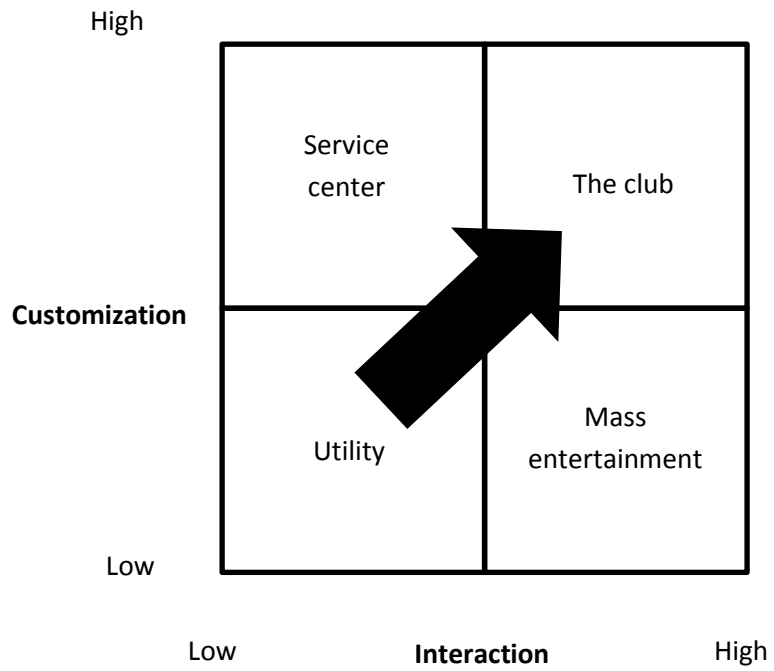 High
Service
center
The club
Customization
Utility
Mass
entertainment
Low
Low
Interaction
High